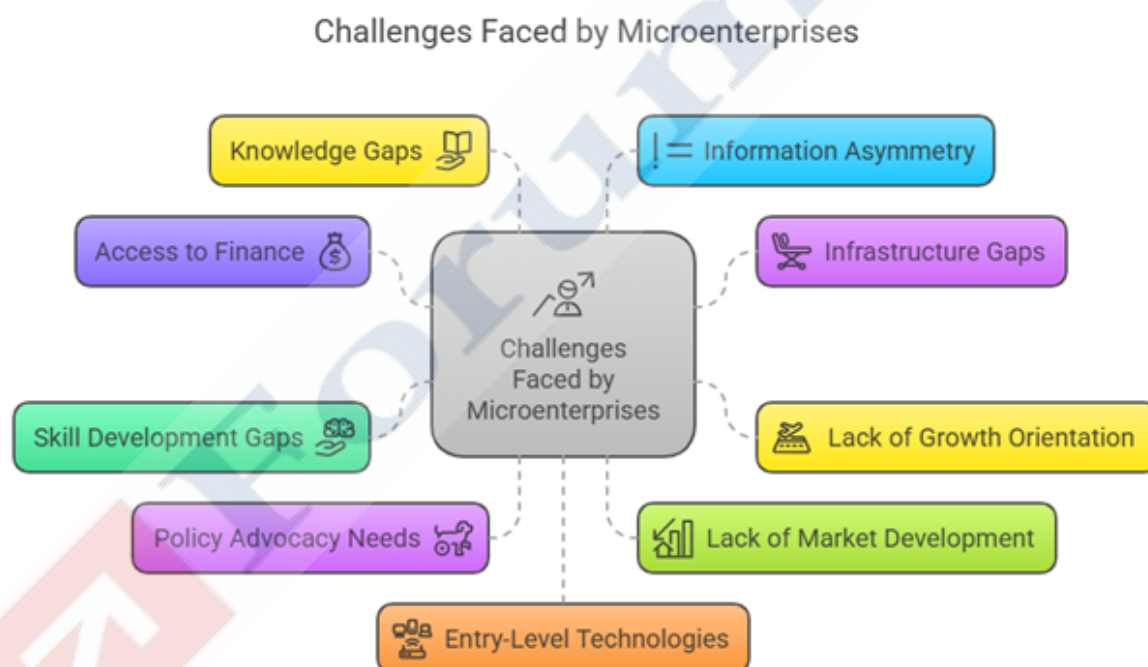 Challenges Faced by Microenterprises
Knowledge Gaps
Information Asymmetry
Access to Finance
Infrastructure Gaps
Challenges
Faced by
Microenterprises
Skill Development Gaps
Lack of Growth Orientation
Policy Advocacy Needs
Lack of Market Development
Entry-Level Technologies
Forum